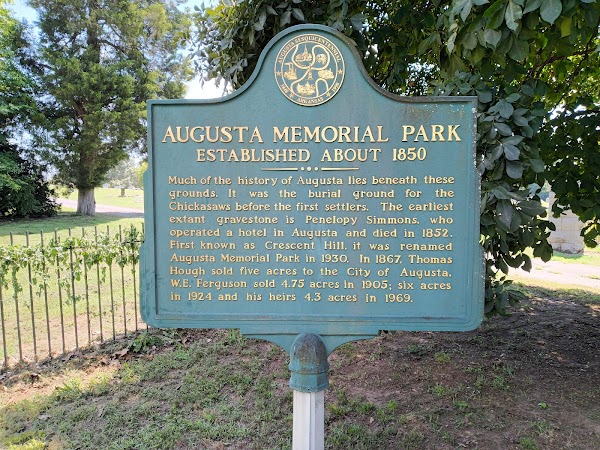 AUGUSTA MEMORIAL PARK
ESTABLISHED ABOUT 1850
Much of the history of Augusta lies beneath these
grounds. It was the burial ground for the
Chickasaws before the first settlers. The earliest
extant gravestone is Penelopy Simmons, who
operated a hotel in Augusta and died in 1852.
First known as Crescent Hill, it was renamed
Augusta Memorial Park in 1930. In 1867, Thomas
Hough sold five acres to the City of Augusta.
W.E. Ferguson sold 4.75 acres in 1905; six acres
in 1924 and his heirs 4.3 acres in 1969.